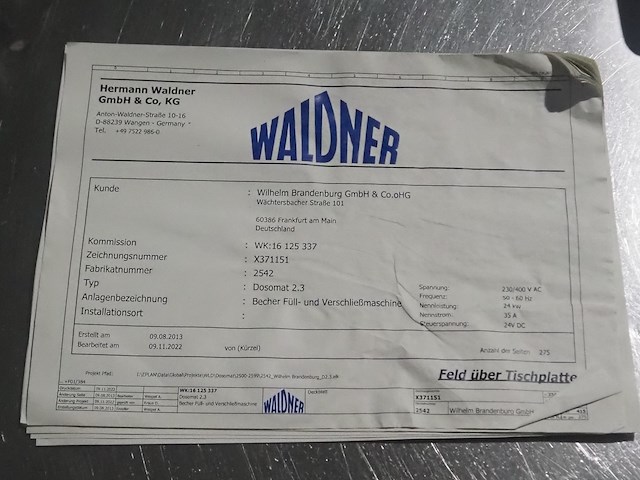 Hermann Waldner
GmbH & Co, KG
Anton-Waldner-Straße 10-16
D-88239 Wangen - Germany -
Tel. +49 7522 986-0
WALDNER
Kunde : Wilhelm Brandenburg GmbH & Co.oHG
Wächtersbacher Straße 101
60386 Frankfurt am Main
Deutschland
Kommission : WK:16 125 337
Zeichnungsnummer : X371151
Fabrikatnummer : 2542
Typ : Dosomat 2.3
Anlagenbezeichnung : Becher Füll- und Verschließmaschine
Installationsort :
Spannung: 230/400 V AC
Frequenz: 50 - 60 Hz
Nennleistung: 24 kW
Nennstrom: 35 A
Steuerspannung: 24V DC
Erstellt am 09.08.2013
Bearbeitet am 09.11.2022 von (Kürzel)
Anzahl der Seiten 275
Projekt Pfad:
Feld über Tischplatte
WK:16 125 337
Dosomat 2.3
Becher Füll- und Verschließmaschine
WALDNER
Deckblatt
X371151
2542 Wilhelm Brandenburg GmbH